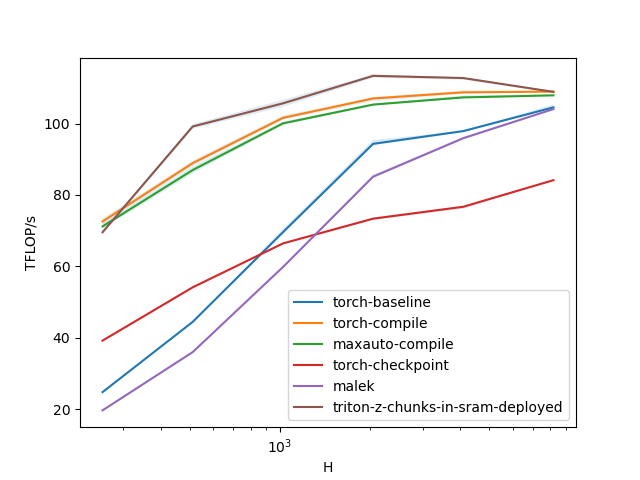 100
80
60
40
20
TFLOP/s
10³
H
torch-baseline
torch-compile
maxauto-compile
torch-checkpoint
malek
triton-z-chunks-in-sram-deployed